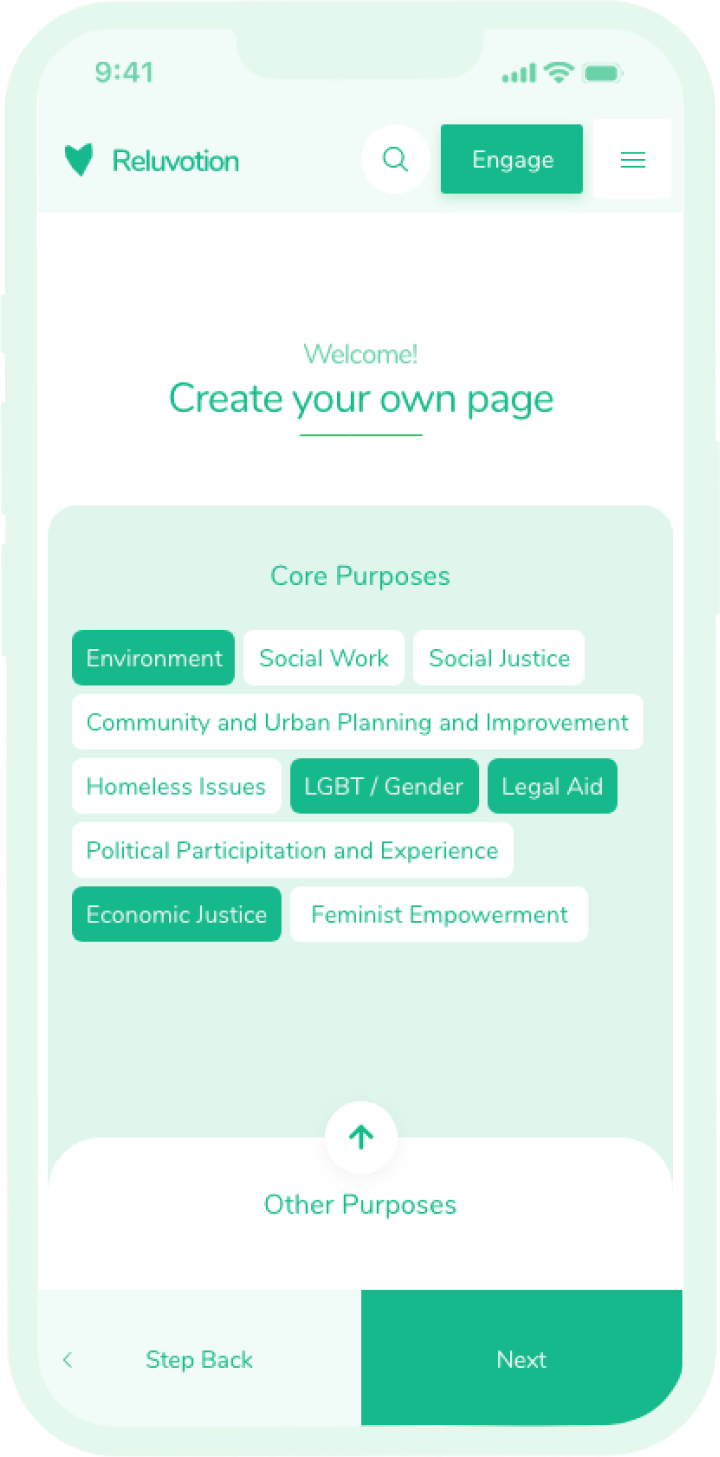 9:41
Reluvotion Engage
Welcome!
Create your own page
Core Purposes
Environment Social Work Social Justice
Community and Urban Planning and Improvement
Homeless Issues LGBT / Gender Legal Aid
Political Participitation and Experience
Economic Justice Feminist Empowerment
Other Purposes
Step Back Next